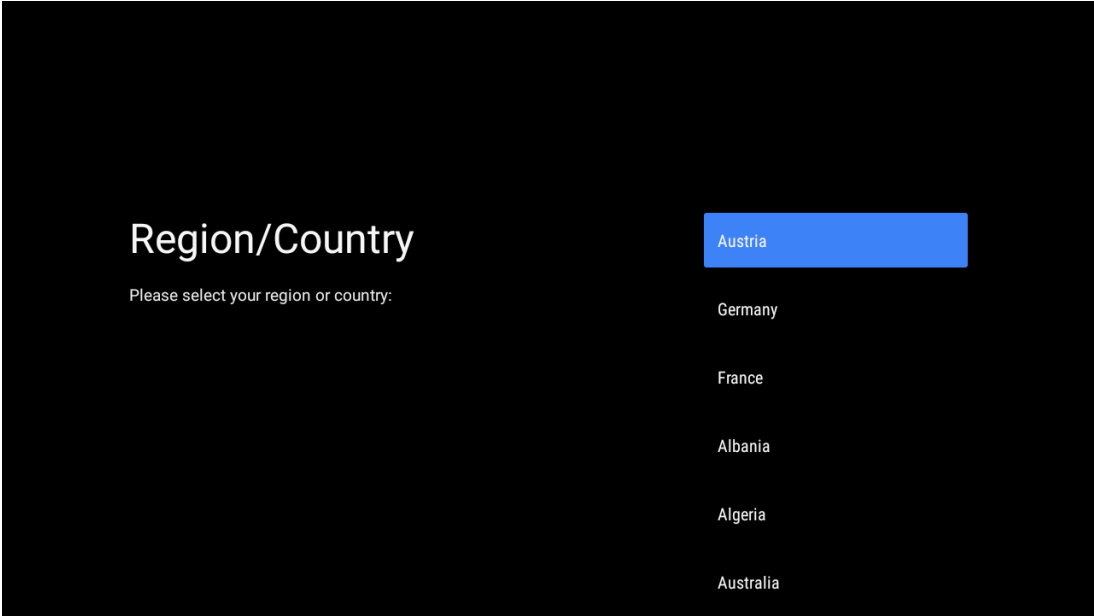 Region/Country
Please select your region or country:
Austria
Germany
France
Albania
Algeria
Australia